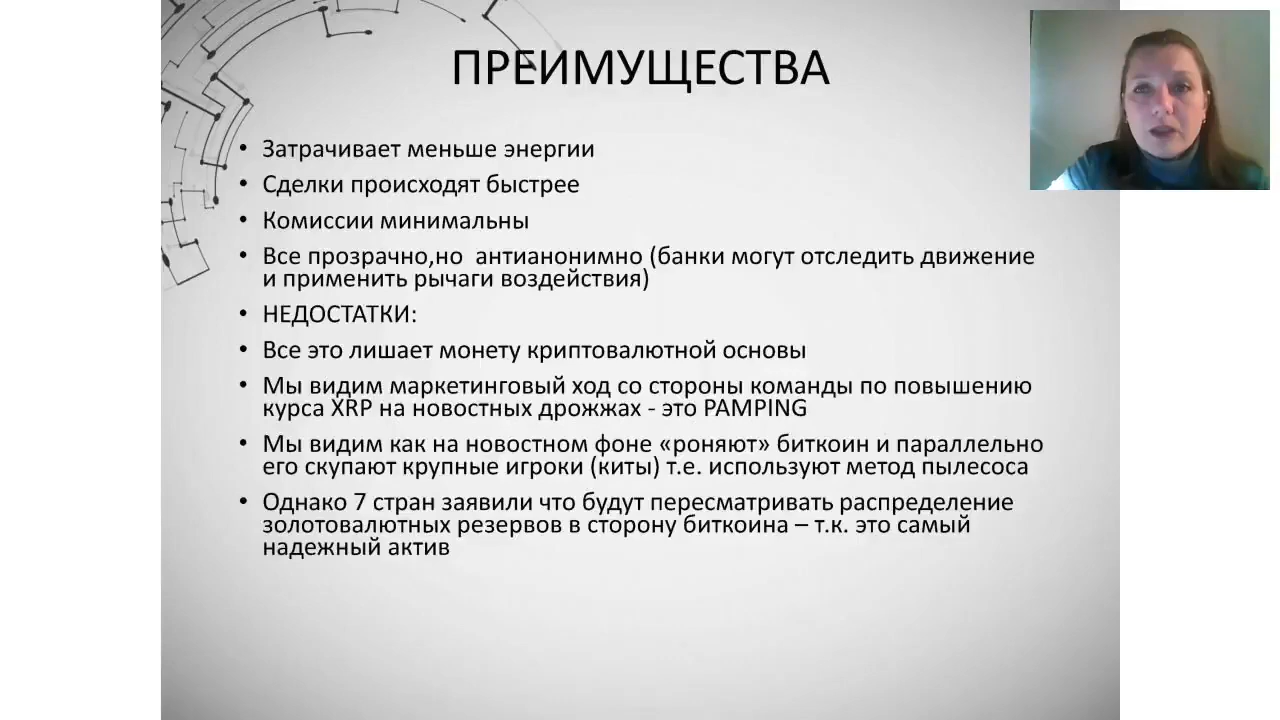 ПРЕИМУЩЕСТВА
• Затрачивает меньше энергии
• Сделки происходят быстрее
• Комиссии минимальны
• Все прозрачно,но  антианонимно (банки могут отследить движение
и применить рычаги воздействия)
• НЕДОСТАТКИ:
• Все это лишает монету криптовалютной основы
• Мы видим маркетинговый ход со стороны команды по повышению
курса XRP на новостных дрожжах - это PAMPING
• Мы видим как на новостном фоне «роняют» биткоин и параллельно
его скупают крупные игроки (киты) т.е. используют метод пылесоса
• Однако 7 стран заявили что будут пересматривать распределение
золотовалютных резервов в сторону биткоина – т.к. это самый
надежный актив